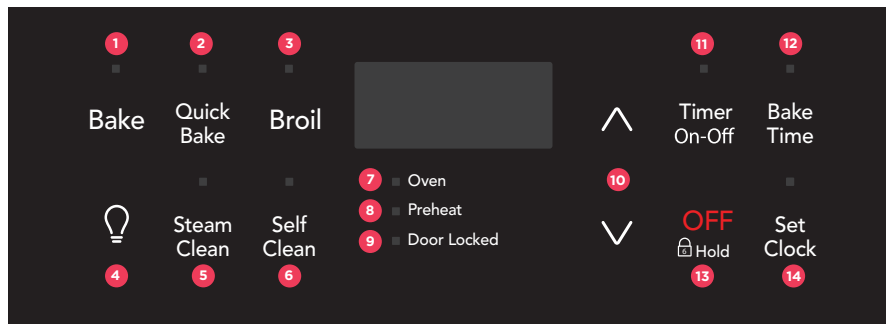 1 2 3 11 12
Bake
Quick
Bake
Broil
Timer
On-Off
Bake
Time
7 Oven
8 Preheat
9 Door Locked
10
Steam
Clean
Self
Clean
OFF
6 Hold
Set
Clock
4 5 6 13 14